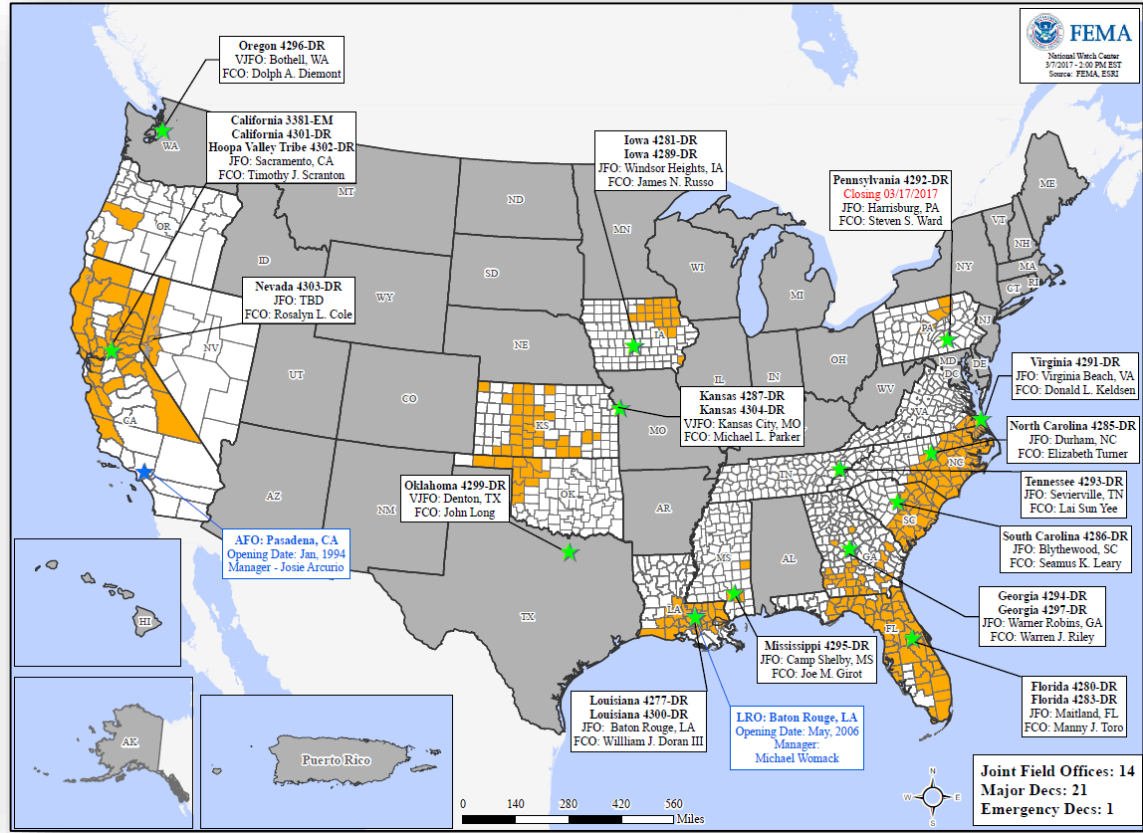 FEMA
National Watch Center
3/7/2017 - 2:00 PM EST
Source: FEMA, ESRI
Oregon 4296-DR
VJFO: Bothell, WA
FCO: Dolph A. Diemont
California 3381-EM
California 4301-DR
Hoopa Valley Tribe 4302-DR
JFO: Sacramento, CA
FCO: Timothy J. Scranton
Iowa 4281-DR
Iowa 4289-DR
JFO: Windsor Heights, IA
FCO: James N. Russo
Pennsylvania 4292-DR
Closing 03/17/2017
JFO: Harrisburg, PA
FCO: Steven S. Ward
Nevada 4303-DR
JFO: TBD
FCO: Rosalyn L. Cole
Virginia 4291-DR
JFO: Virginia Beach, VA
FCO: Donald L. Keldsen
Kansas 4287-DR
Kansas 4304-DR
VJFO: Kansas City, MO
FCO: Michael L. Parker
North Carolina 4285-DR
JFO: Durham, NC
FCO: Elizabeth Turner
Oklahoma 4299-DR
VJFO: Denton, TX
FCO: John Long
Tennessee 4293-DR
JFO: Sevierville, TN
FCO: Lai Sun Yee
AFO: Pasadena, CA
Opening Date: Jan, 1994
Manager - Josie Arcurio
South Carolina 4286-DR
JFO: Blythewood, SC
FCO: Seamus K. Leary
Georgia 4294-DR
Georgia 4297-DR
JFO: Warner Robins, GA
FCO: Warren J. Riley
Mississippi 4295-DR
JFO: Camp Shelby, MS
FCO: Joe M. Girot
Florida 4280-DR
Florida 4283-DR
JFO: Maitland, FL
FCO: Manny J. Toro
Louisiana 4277-DR
Louisiana 4300-DR
JFO: Baton Rouge, LA
FCO: Willliam J. Doran III
LRO: Baton Rouge, LA
Opening Date: May, 2006
Manager:
Michael Womack
WA
MT
ND
MN
ME
VT
NH
OR
ID
SD
WI
MI
NY
MA
CT
RI
WY
IA
PA
NJ
NV
NE
OH
MD
DE
DC
UT
CO
IL
IN
WV
VA
CA
KS
MO
NC
TN
AZ
NM
OK
AR
SC
MS
AL
GA
TX
LA
FL
HI
AK
Puerto Rico
0 140 280 420 560
Miles
N
W
E
S
Joint Field Offices: 14
Major Decs: 21
Emergency Decs: 1